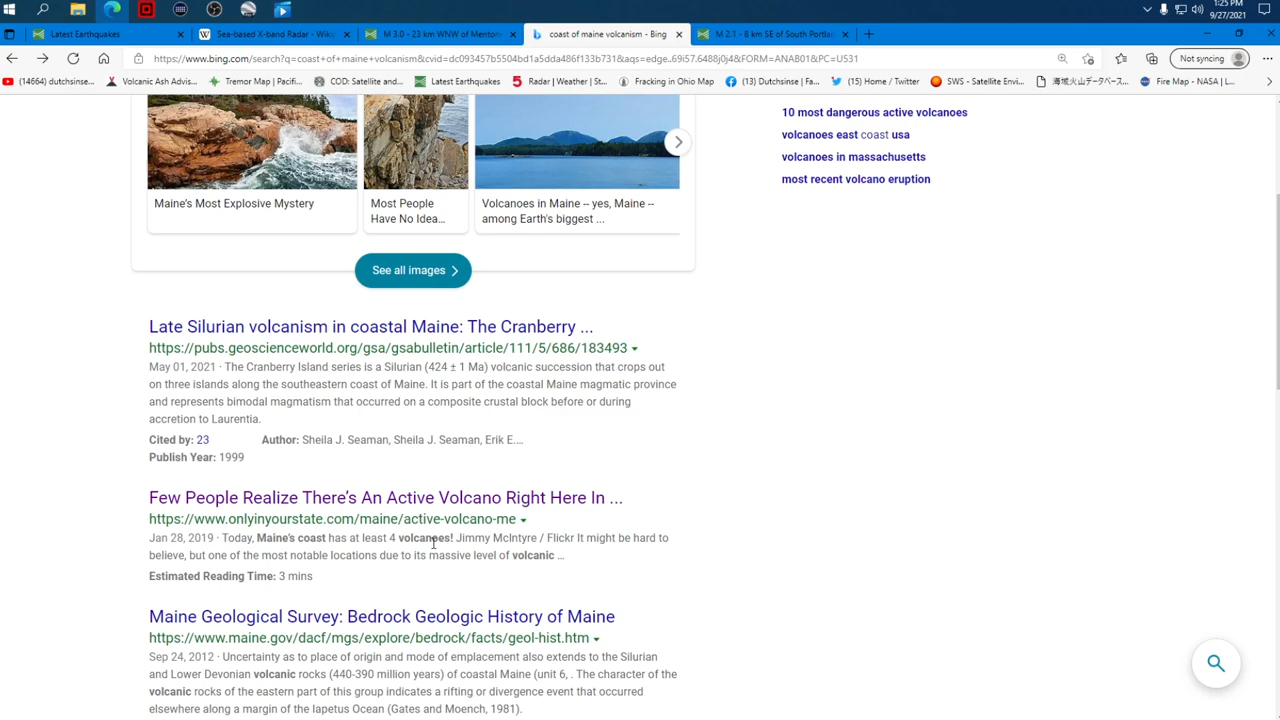 1:25 PM
9/27/2021
Latest Earthquakes
Sea-based X-band Radar - Wiki
M 3.0 - 23 km WNW of Menton
coast of maine volcanism - Bing
M 2.1 - 8 km SE of South Portla
https://www.bing.com/search?q=coast+of+maine+volcanism&cvid=dc093457b5504bd1a5dda486f133b731&aqs=edge..69i57.6488j0j4&FORM=ANAB01&PC=U531
Not syncing
(14664) dutchsinse...
Volcanic Ash Advis...
Tremor Map | Pacifi...
COD: Satellite and...
Latest Earthquakes
Radar | Weather | St...
Fracking in Ohio Map
(13) Dutchsinse | Fa...
(15) Home / Twitter
SWS - Satellite Envi...
海域火山データベース...
Fire Map - NASA | L...
Maine's Most Explosive Mystery
Most People
Have No Idea...
Volcanoes in Maine -- yes, Maine --
among Earth's biggest ...
See all images
10 most dangerous active volcanoes
volcanoes east coast usa
volcanoes in massachusetts
most recent volcano eruption
Late Silurian volcanism in coastal Maine: The Cranberry ...
https://pubs.geoscienceworld.org/gsa/gsabulletin/article/111/5/686/183493
May 01, 2021 · The Cranberry Island series is a Silurian (424 ± 1 Ma) volcanic succession that crops out
on three islands along the southeastern coast of Maine. It is part of the coastal Maine magmatic province
and represents bimodal magmatism that occurred on a composite crustal block before or during
accretion to Laurentia.
Cited by: 23 Author: Sheila J. Seaman, Sheila J. Seaman, Erik E....
Publish Year: 1999
Few People Realize There's An Active Volcano Right Here In ...
https://www.onlyinyourstate.com/maine/active-volcano-me
Jan 28, 2019 · Today, Maine's coast has at least 4 volcanoes! Jimmy McIntyre / Flickr It might be hard to
believe, but one of the most notable locations due to its massive level of volcanic ...
Estimated Reading Time: 3 mins
Maine Geological Survey: Bedrock Geologic History of Maine
https://www.maine.gov/dacf/mgs/explore/bedrock/facts/geol-hist.htm
Sep 24, 2012 · Uncertainty as to place of origin and mode of emplacement also extends to the Silurian
and Lower Devonian volcanic rocks (440-390 million years) of coastal Maine (unit 6, . The character of the
volcanic rocks of the eastern part of this group indicates a rifting or divergence event that occurred
elsewhere along a margin of the Iapetus Ocean (Gates and Moench, 1981).